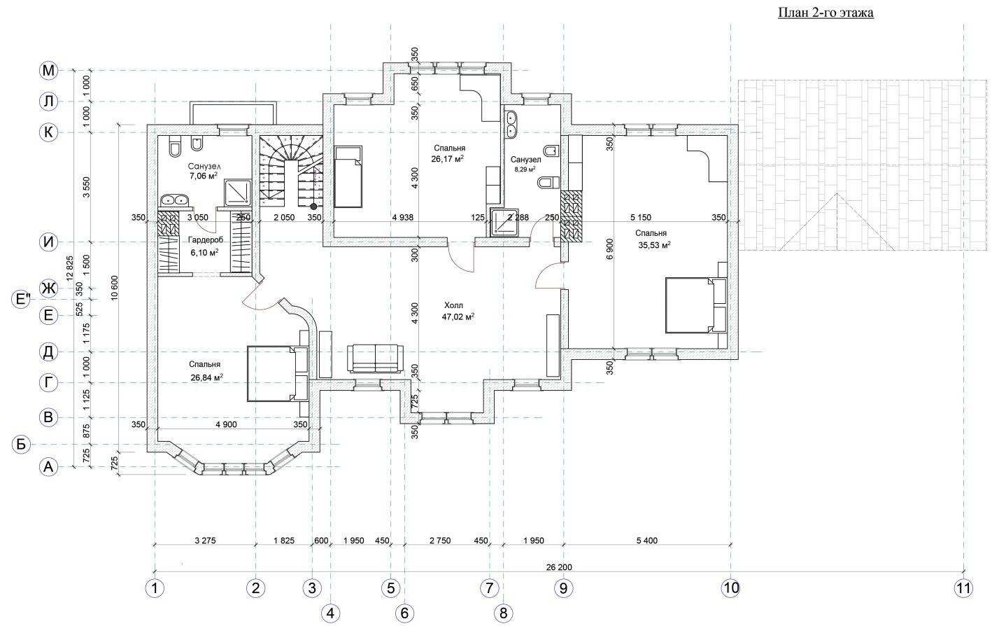 План 2-го этажа
М
Л
К
И
Ж
Е"
Е
Д
Г
В
Б
А
1 000
1 000
3 550
1 500
350
525
1 175
1 000
1 125
875
725
12 825
10 600
725
350
650
350
4 300
300
4 300
350
725
350
350
6 900
350
Санузел
7,06 м²
Спальня
26,17 м²
Санузел
8,29 м²
350
3 050
250
2 050
350
4 938
125
2 288
250
5 150
350
Гардероб
6,10 м²
Спальня
35,53 м²
Холл
47,02 м²
Спальня
26,84 м²
350
4 900
350
3 275
1 825
600
1 950
450
2 750
450
1 950
5 400
26 200
1
2
3
4
5
6
7
8
9
10
11